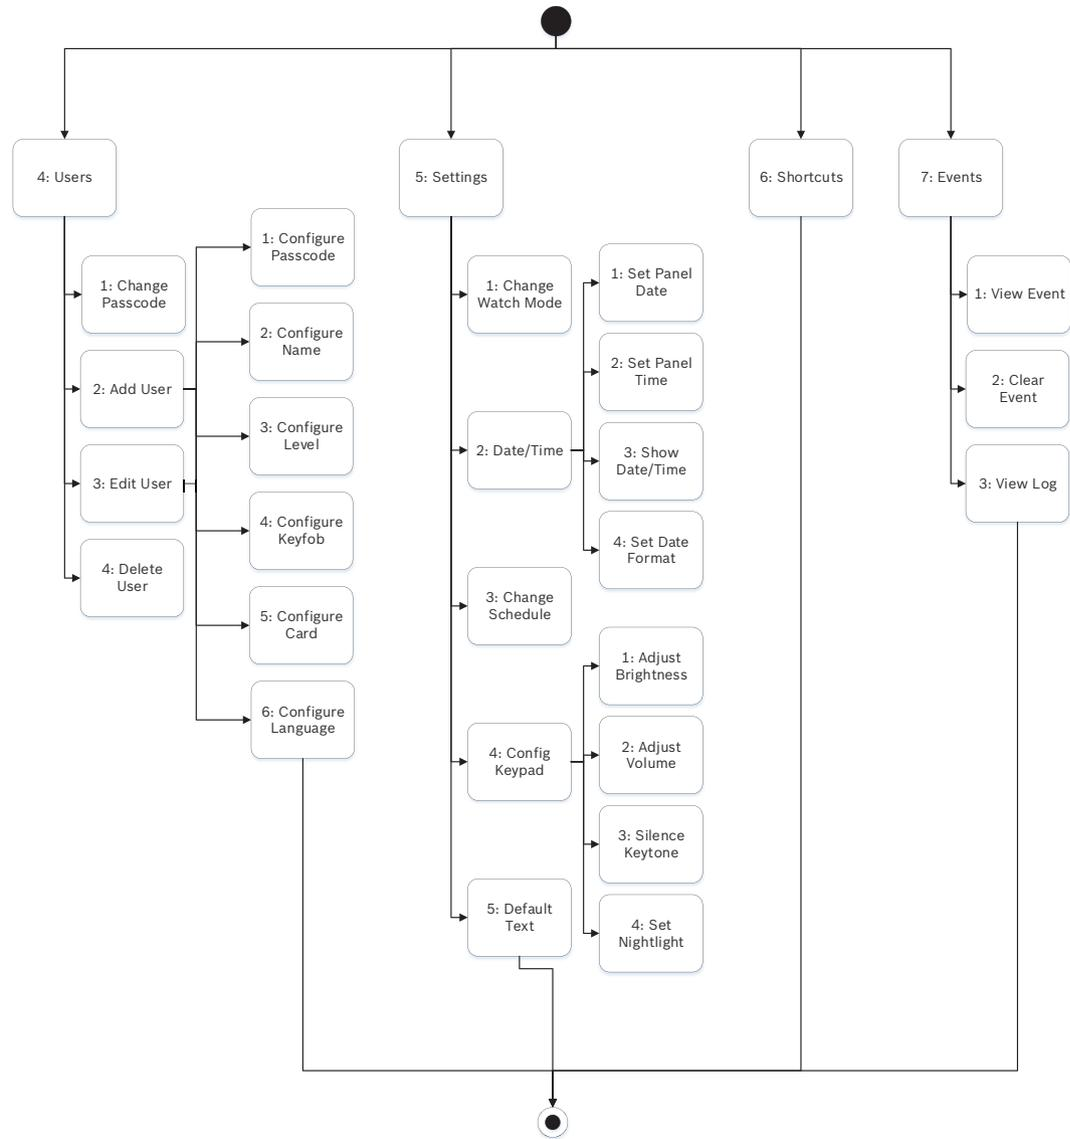 4: Users
5: Settings
6: Shortcuts
7: Events
1: Change
Passcode
2: Add User
3: Edit User
4: Delete
User
1: Configure
Passcode
2: Configure
Name
3: Configure
Level
4: Configure
Keyfob
5: Configure
Card
6: Configure
Language
1: Change
Watch Mode
2: Date/Time
3: Change
Schedule
4: Config
Keypad
5: Default
Text
1: Set Panel
Date
2: Set Panel
Time
3: Show
Date/Time
4: Set Date
Format
1: Adjust
Brightness
2: Adjust
Volume
3: Silence
Keytone
4: Set
Nightlight
1: View Event
2: Clear
Event
3: View Log